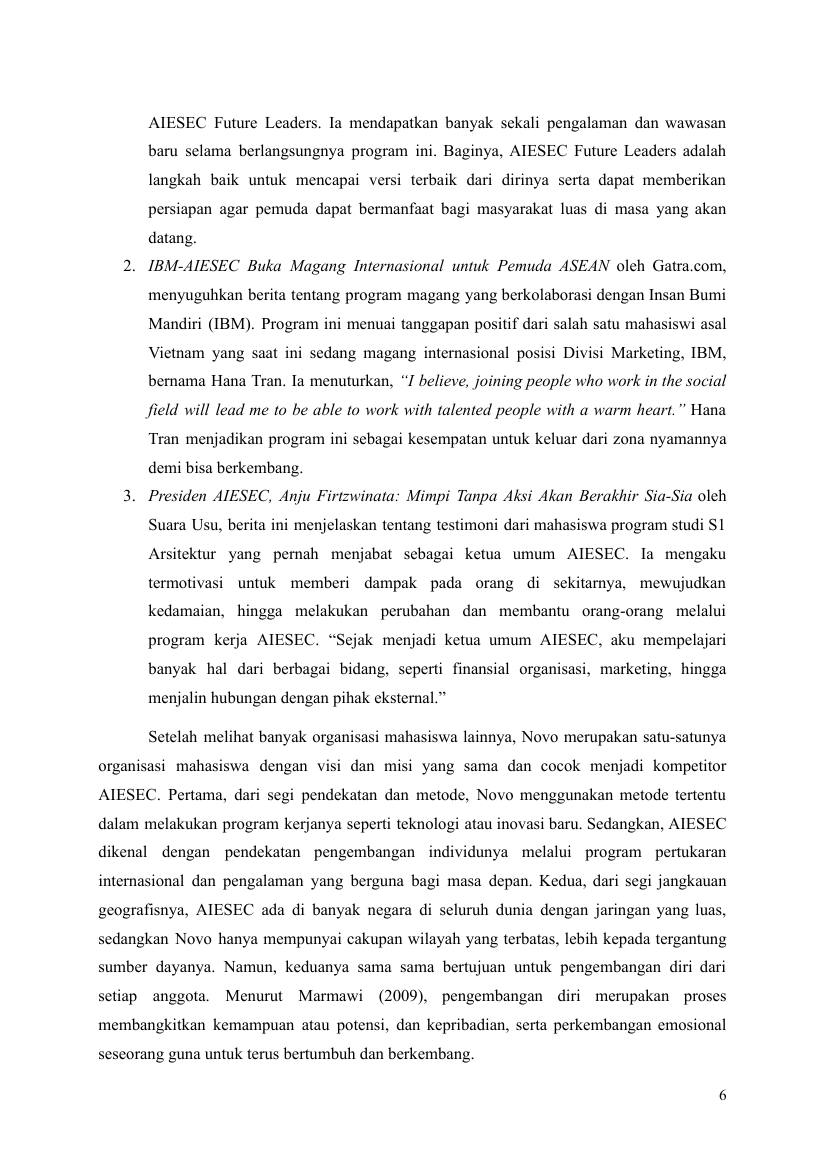 AIESEC Future Leaders. Ia mendapatkan banyak sekali pengalaman dan wawasan
baru selama berlangsungnya program ini. Baginya, AIESEC Future Leaders adalah
langkah baik untuk mencapai versi terbaik dari dirinya serta dapat memberikan
persiapan agar pemuda dapat bermanfaat bagi masyarakat luas di masa yang akan
datang.
2. IBM-AIESEC Buka Magang Internasional untuk Pemuda ASEAN oleh Gatra.com,
menyuguhkan berita tentang program magang yang berkolaborasi dengan Insan Bumi
Mandiri (IBM). Program ini menuai tanggapan positif dari salah satu mahasiswi asal
Vietnam yang saat ini sedang magang internasional posisi Divisi Marketing, IBM,
bernama Hana Tran. Ia menuturkan, “I believe, joining people who work in the social
field will lead me to be able to work with talented people with a warm heart.” Hana
Tran menjadikan program ini sebagai kesempatan untuk keluar dari zona nyamannya
demi bisa berkembang.
3. Presiden AIESEC, Anju Firtzwinata: Mimpi Tanpa Aksi Akan Berakhir Sia-Sia oleh
Suara Usu, berita ini menjelaskan tentang testimoni dari mahasiswa program studi S1
Arsitektur yang pernah menjabat sebagai ketua umum AIESEC. Ia mengaku
termotivasi untuk memberi dampak pada orang di sekitarnya, mewujudkan
kedamaian, hingga melakukan perubahan dan membantu orang-orang melalui
program kerja AIESEC. “Sejak menjadi ketua umum AIESEC, aku mempelajari
banyak hal dari berbagai bidang, seperti finansial organisasi, marketing, hingga
menjalin hubungan dengan pihak eksternal.”
Setelah melihat banyak organisasi mahasiswa lainnya, Novo merupakan satu-satunya
organisasi mahasiswa dengan visi dan misi yang sama dan cocok menjadi kompetitor
AIESEC. Pertama, dari segi pendekatan dan metode, Novo menggunakan metode tertentu
dalam melakukan program kerjanya seperti teknologi atau inovasi baru. Sedangkan, AIESEC
dikenal dengan pendekatan pengembangan individunya melalui program pertukaran
internasional dan pengalaman yang berguna bagi masa depan. Kedua, dari segi jangkauan
geografisnya, AIESEC ada di banyak negara di seluruh dunia dengan jaringan yang luas,
sedangkan Novo hanya mempunyai cakupan wilayah yang terbatas, lebih kepada tergantung
sumber dayanya. Namun, keduanya sama sama bertujuan untuk pengembangan diri dari
setiap anggota. Menurut Marmawi (2009), pengembangan diri merupakan proses
membangkitkan kemampuan atau potensi, dan kepribadian, serta perkembangan emosional
seseorang guna untuk terus bertumbuh dan berkembang.
6